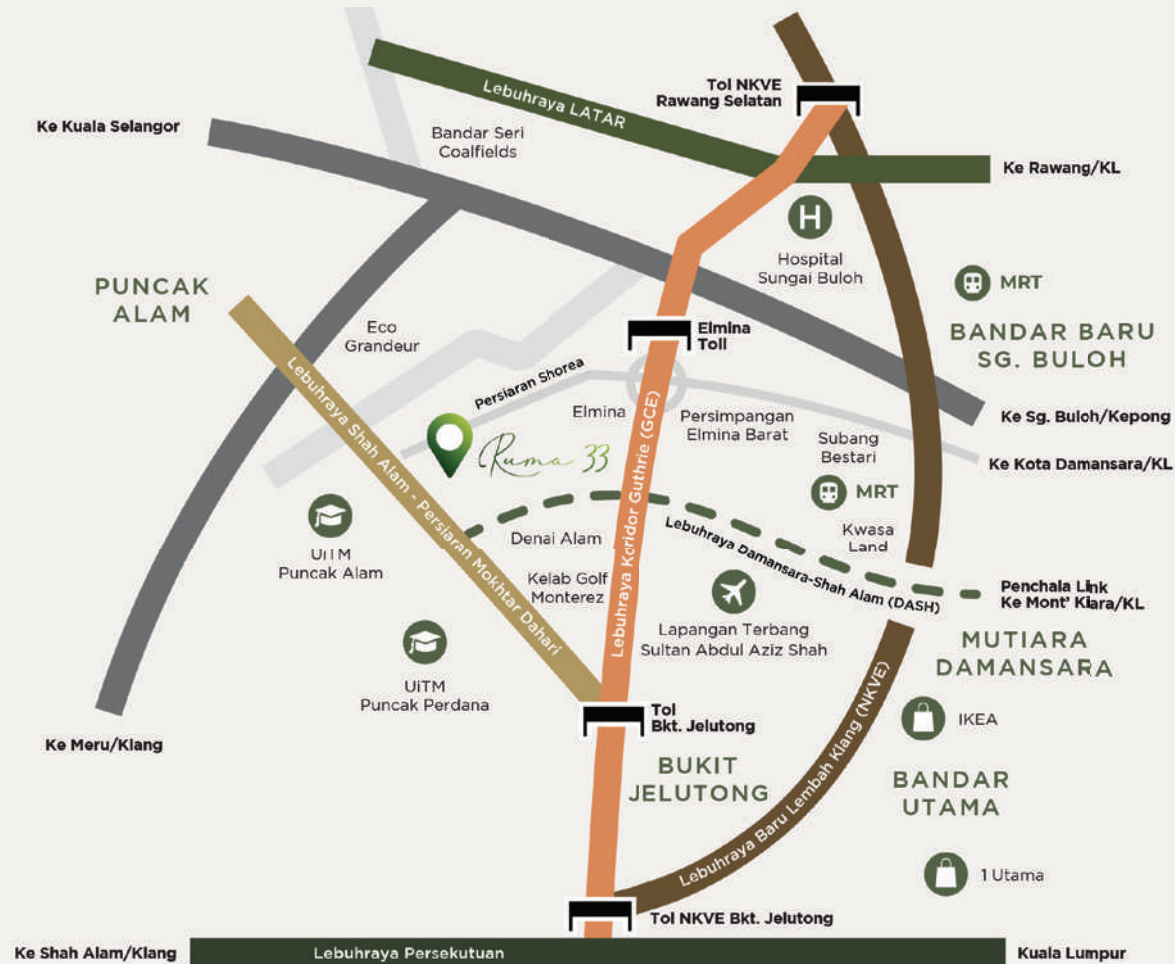 Tol NKVE
Rawang Selatan
Lebuhraya LATAR
Ke Kuala Selangor
Bandar Seri
Coalfields
Ke Rawang/KL
H
Hospital
Sungai Buloh
PUNCAK
ALAM
MRT
Eco
Grandeur
Elmina
Toll
BANDAR BARU
SG. BULOH
Persiaran Shorea
Elmina
Persimpangan
Elmina Barat
Ke Sg. Buloh/Kepong
Subang
Bestari
Ke Kota Damansara/KL
Ruma 33
Lebuhraya Shah Alam - Persiaran Mokhtar Dahari
Lebuhraya Koridor Guthrie (GCE)
MRT
Denai Alam
Kwasa
Land
Lebuhraya Damansara-Shah Alam (DASH)
UiTM
Puncak Alam
Kelab Golf
Monterez
Penchala Link
Ke Mont' Kiara/KL
Lapangan Terbang
Sultan Abdul Aziz Shah
MUTIARA
DAMANSARA
UiTM
Puncak Perdana
Tol
Bkt. Jelutong
IKEA
Ke Meru/Klang
BUKIT
JELUTONG
BANDAR
UTAMA
Lebuhraya Baru Lembah Klang (NKVE)
1 Utama
Tol NKVE Bkt. Jelutong
Ke Shah Alam/Klang
Lebuhraya Persekutuan
Kuala Lumpur